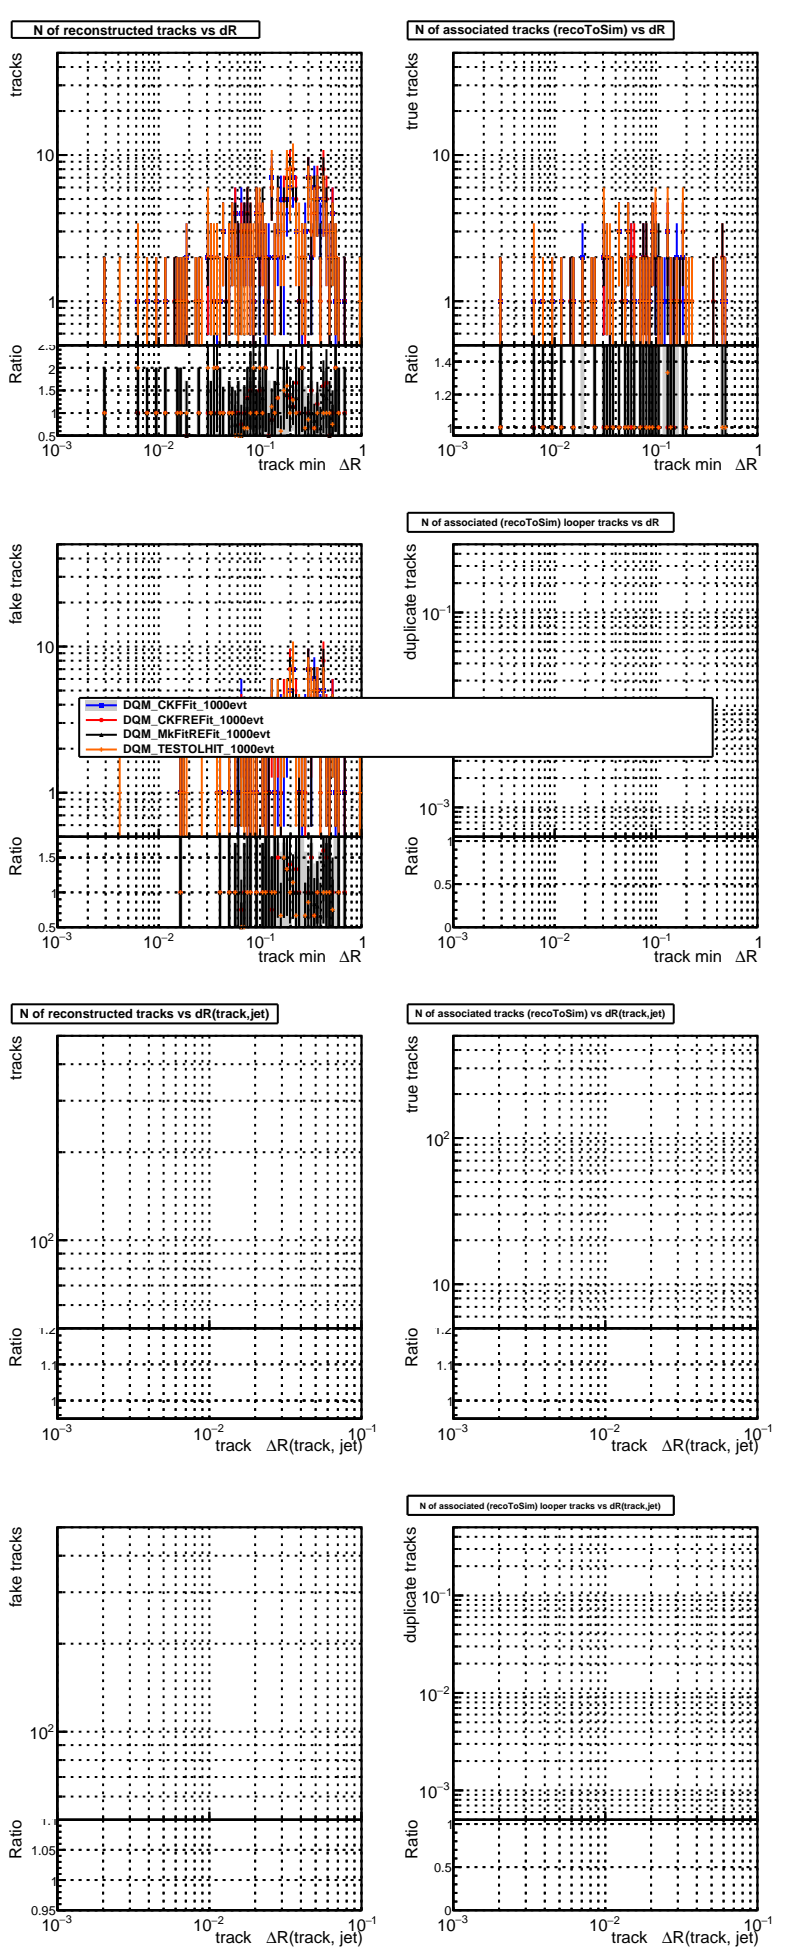 N of reconstructed tracks vs dR
tracks
10
1
Ratio
2.5
2
1.5
1
0.5
10−3
10−2
10−1
1
track min ΔR
N of associated tracks (recoToSim) vs dR
true tracks
10
1
Ratio
1.4
1.2
1
10−3
10−2
10−1
1
track min ΔR
fake tracks
10
1
Ratio
1.5
1
0.5
10−3
10−2
10−1
1
track min ΔR
N of associated (recoToSim) looper tracks vs dR
duplicate tracks
10−1
10−3
Ratio
1
0.5
0
10−3
10−2
10−1
1
track min ΔR
DQM_CKFFit_1000evt
DQM_CKFREFit_1000evt
DQM_MkFitREFit_1000evt
DQM_TESTOLHIT_1000evt
N of reconstructed tracks vs dR(track,jet)
tracks
102
Ratio
1.2
1.1
1
10−3
10−2
10−1
track ΔR(track, jet)
N of associated tracks (recoToSim) vs dR(track,jet)
true tracks
102
10
Ratio
1.2
1.1
1
10−3
10−2
10−1
track ΔR(track, jet)
fake tracks
102
Ratio
1.1
1.05
1
0.95
10−3
10−2
10−1
track ΔR(track, jet)
N of associated (recoToSim) looper tracks vs dR(track,jet)
duplicate tracks
10−1
10−2
10−3
Ratio
1
0.5
0
10−3
10−2
10−1
track ΔR(track, jet)